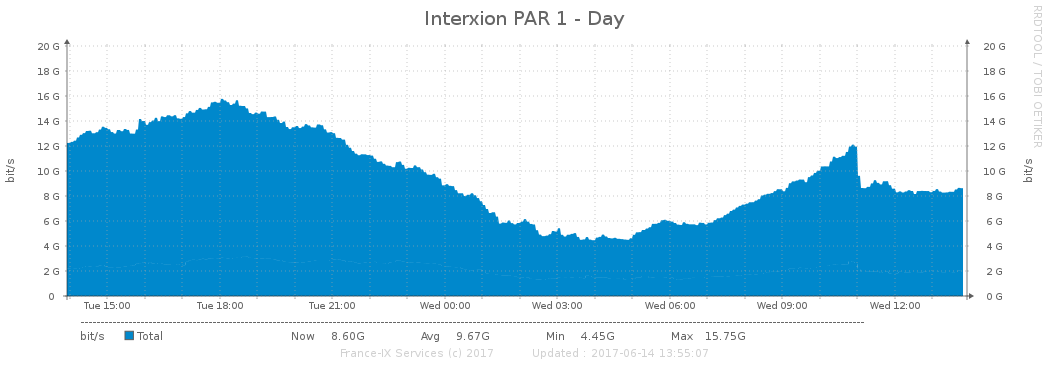 Interxion PAR 1 - Day
RRDTOOL / TOBI OETIKER
20 G 20 G
18 G 18 G
16 G 16 G
14 G 14 G
12 G 12 G
10 G 10 G
8 G 8 G
6 G 6 G
4 G 4 G
2 G 2 G
0 0 G
bit/s bit/s
Tue 15:00 Tue 18:00 Tue 21:00 Wed 00:00 Wed 03:00 Wed 06:00 Wed 09:00 Wed 12:00
bit/s Total Now 8.60G Avg 9.67G Min 4.45G Max 15.75G
France-IX Services (c) 2017 Updated : 2017-06-14 13:55:07